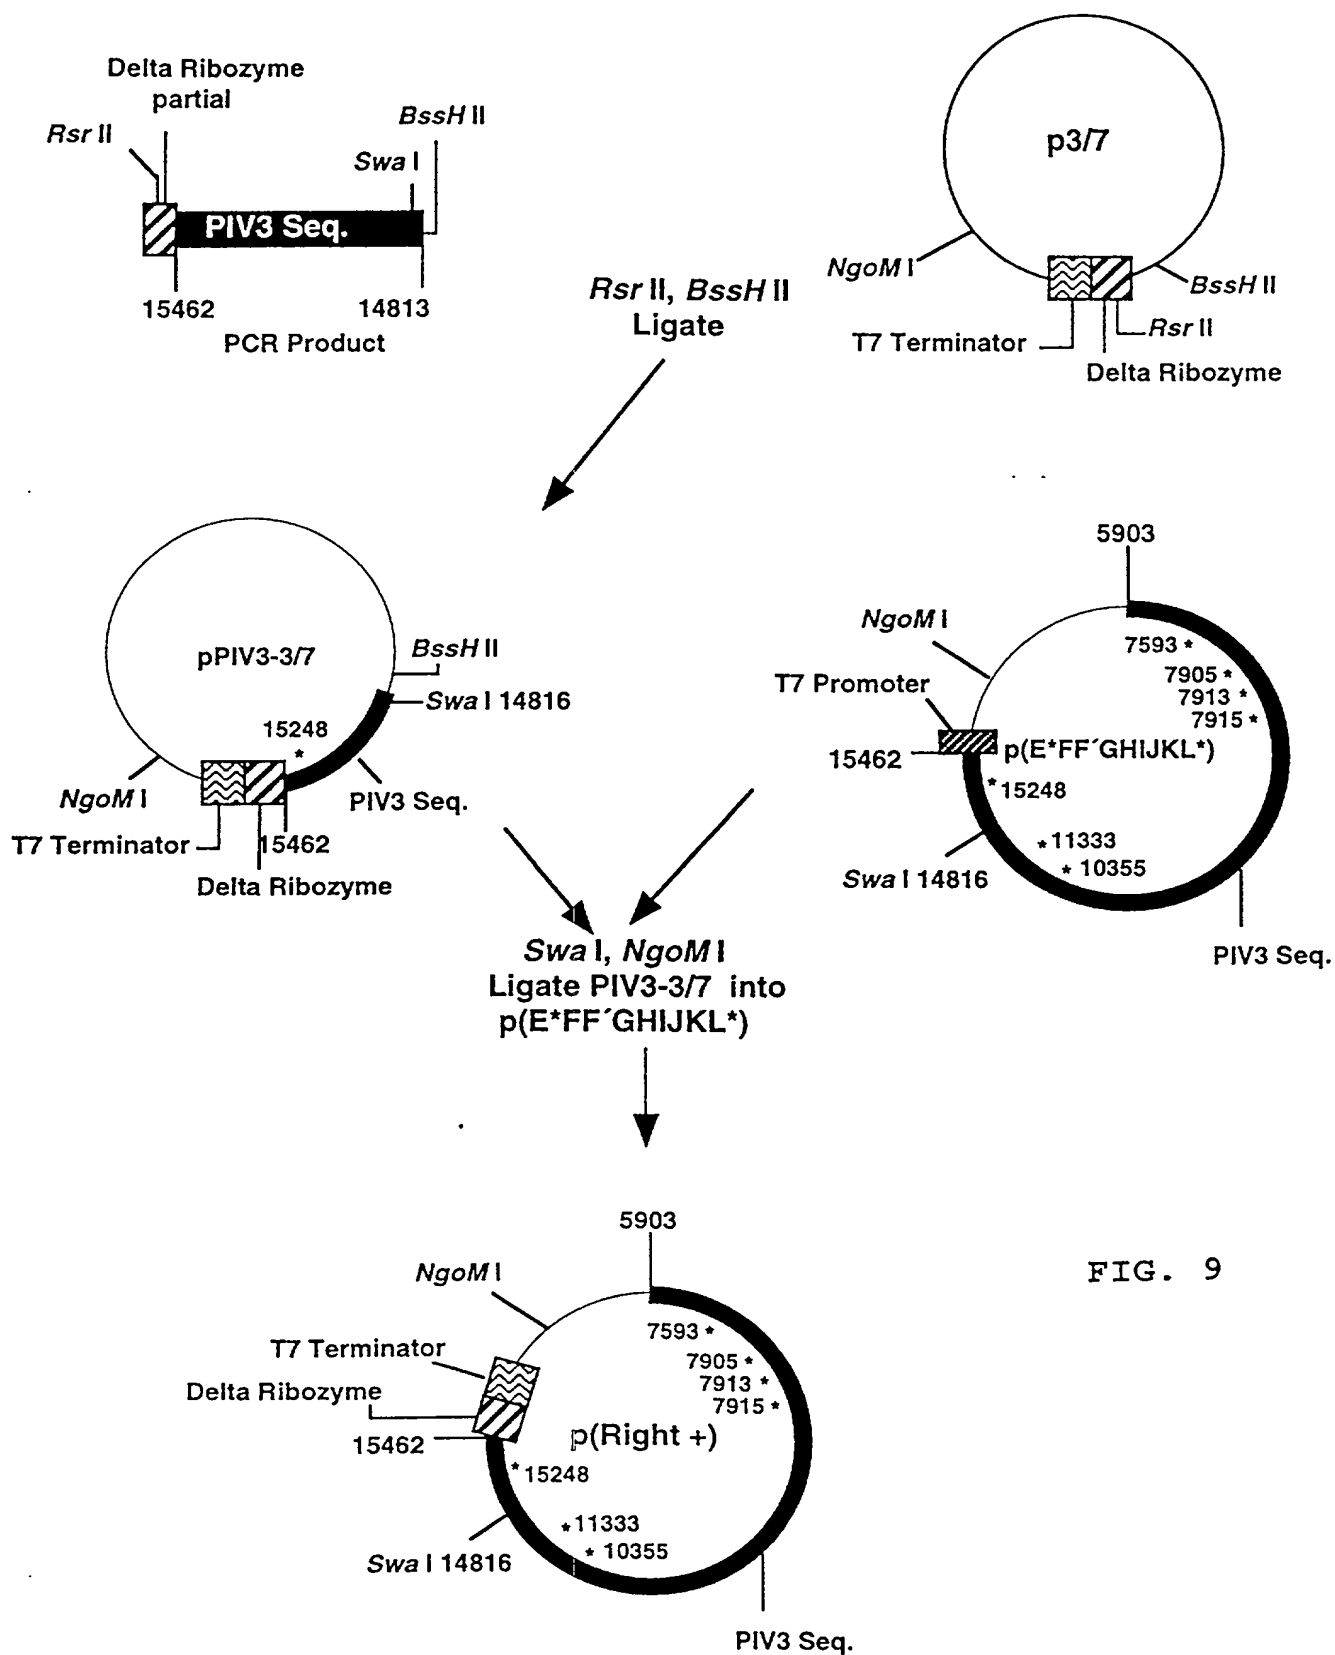 Delta Ribozyme
partial
Rsr II
BssH II
Swa I
PIV3 Seq.
15462
14813
PCR Product
p3/7
NgoM I
BssH II
Rsr II
T7 Terminator
Delta Ribozyme
Rsr II, BssH II
Ligate
pPIV3-3/7
BssH II
Swa I 14816
15248
*
NgoM I
PIV3 Seq.
T7 Terminator
15462
Delta Ribozyme
5903
NgoM I
7593 *
7905 *
7913 *
7915 *
T7 Promoter
p(E*FF´GHIJKL*)
15462
* 15248
* 11333
* 10355
Swa I 14816
PIV3 Seq.
Swa I, NgoM I
Ligate PIV3-3/7 into
p(E*FF´GHIJKL*)
5903
NgoM I
7593 *
7905 *
7913 *
7915 *
T7 Terminator
Delta Ribozyme
15462
p(Right +)
* 15248
* 11333
* 10355
Swa I 14816
PIV3 Seq.
FIG. 9